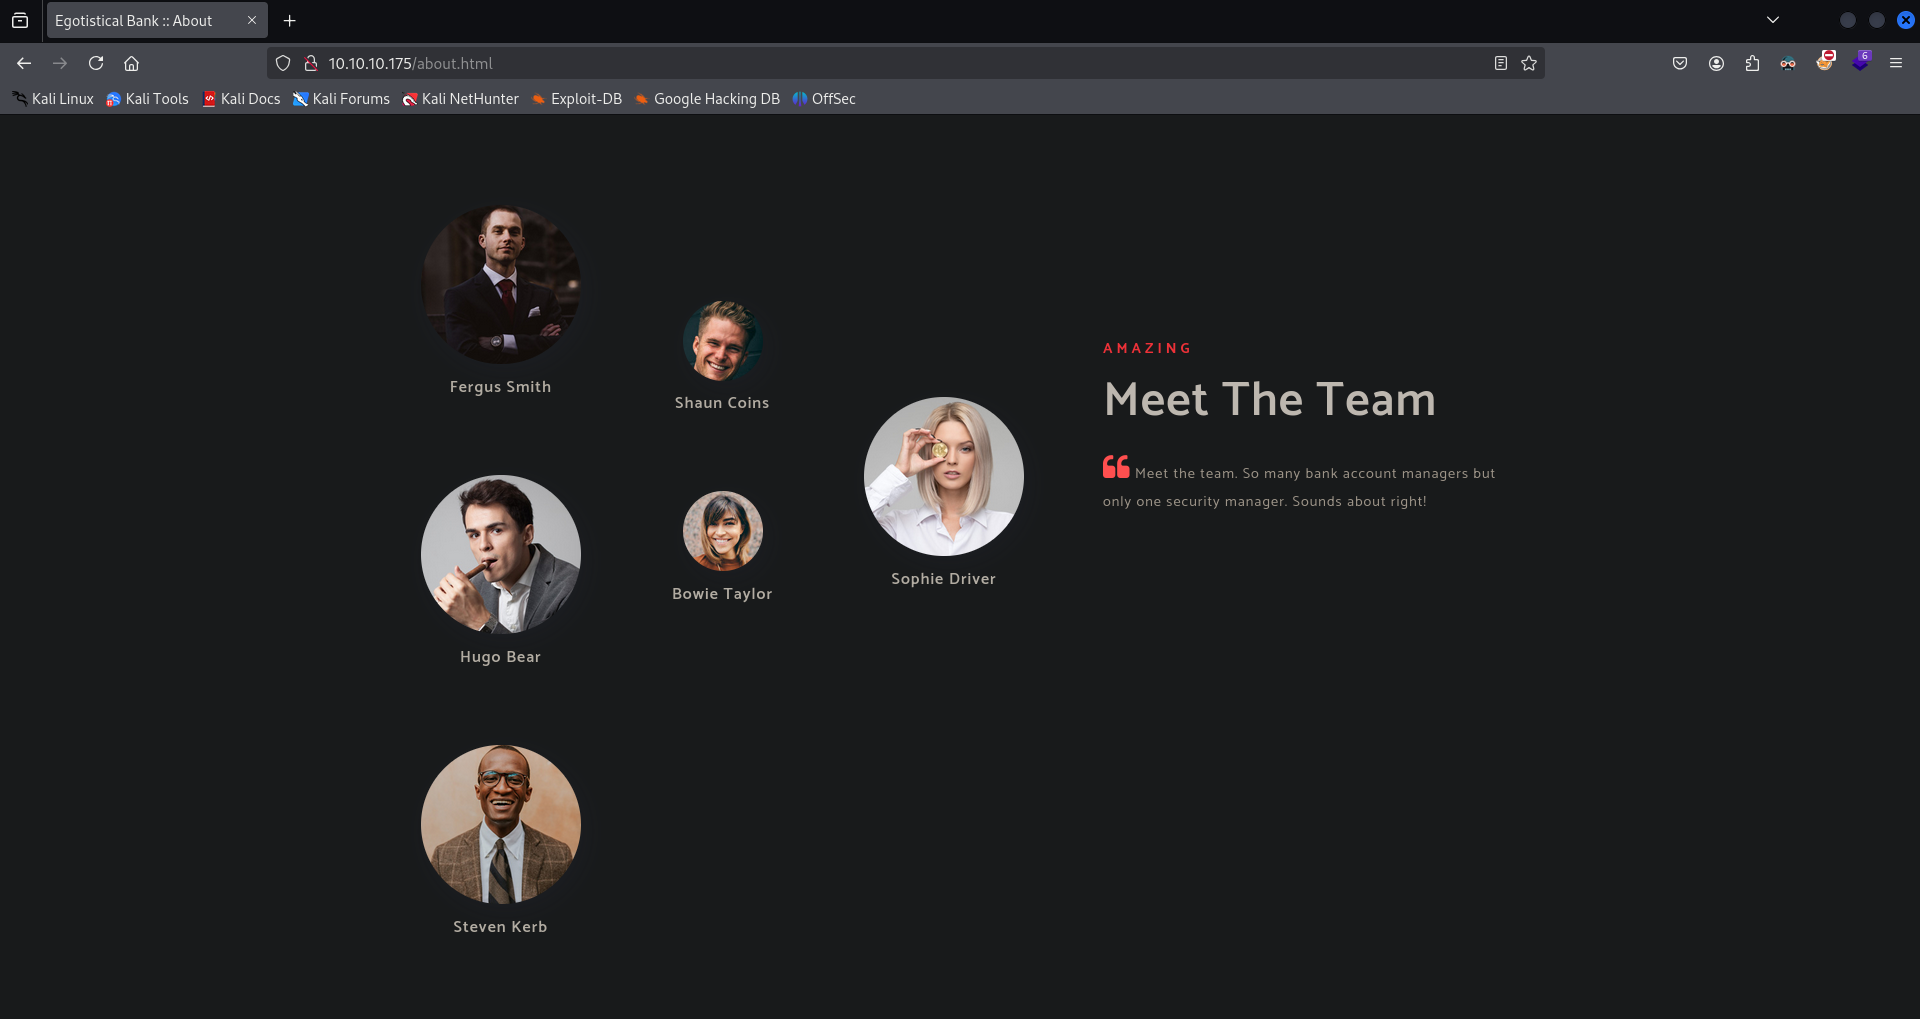 Egotistical Bank :: About
10.10.10.175/about.html
6
Kali Linux Kali Tools Kali Docs Kali Forums Kali NetHunter Exploit-DB Google Hacking DB OffSec
Fergus Smith
Shaun Coins
Hugo Bear
Bowie Taylor
Sophie Driver
Steven Kerb
AMAZING
Meet The Team
Meet the team. So many bank account managers but
only one security manager. Sounds about right!